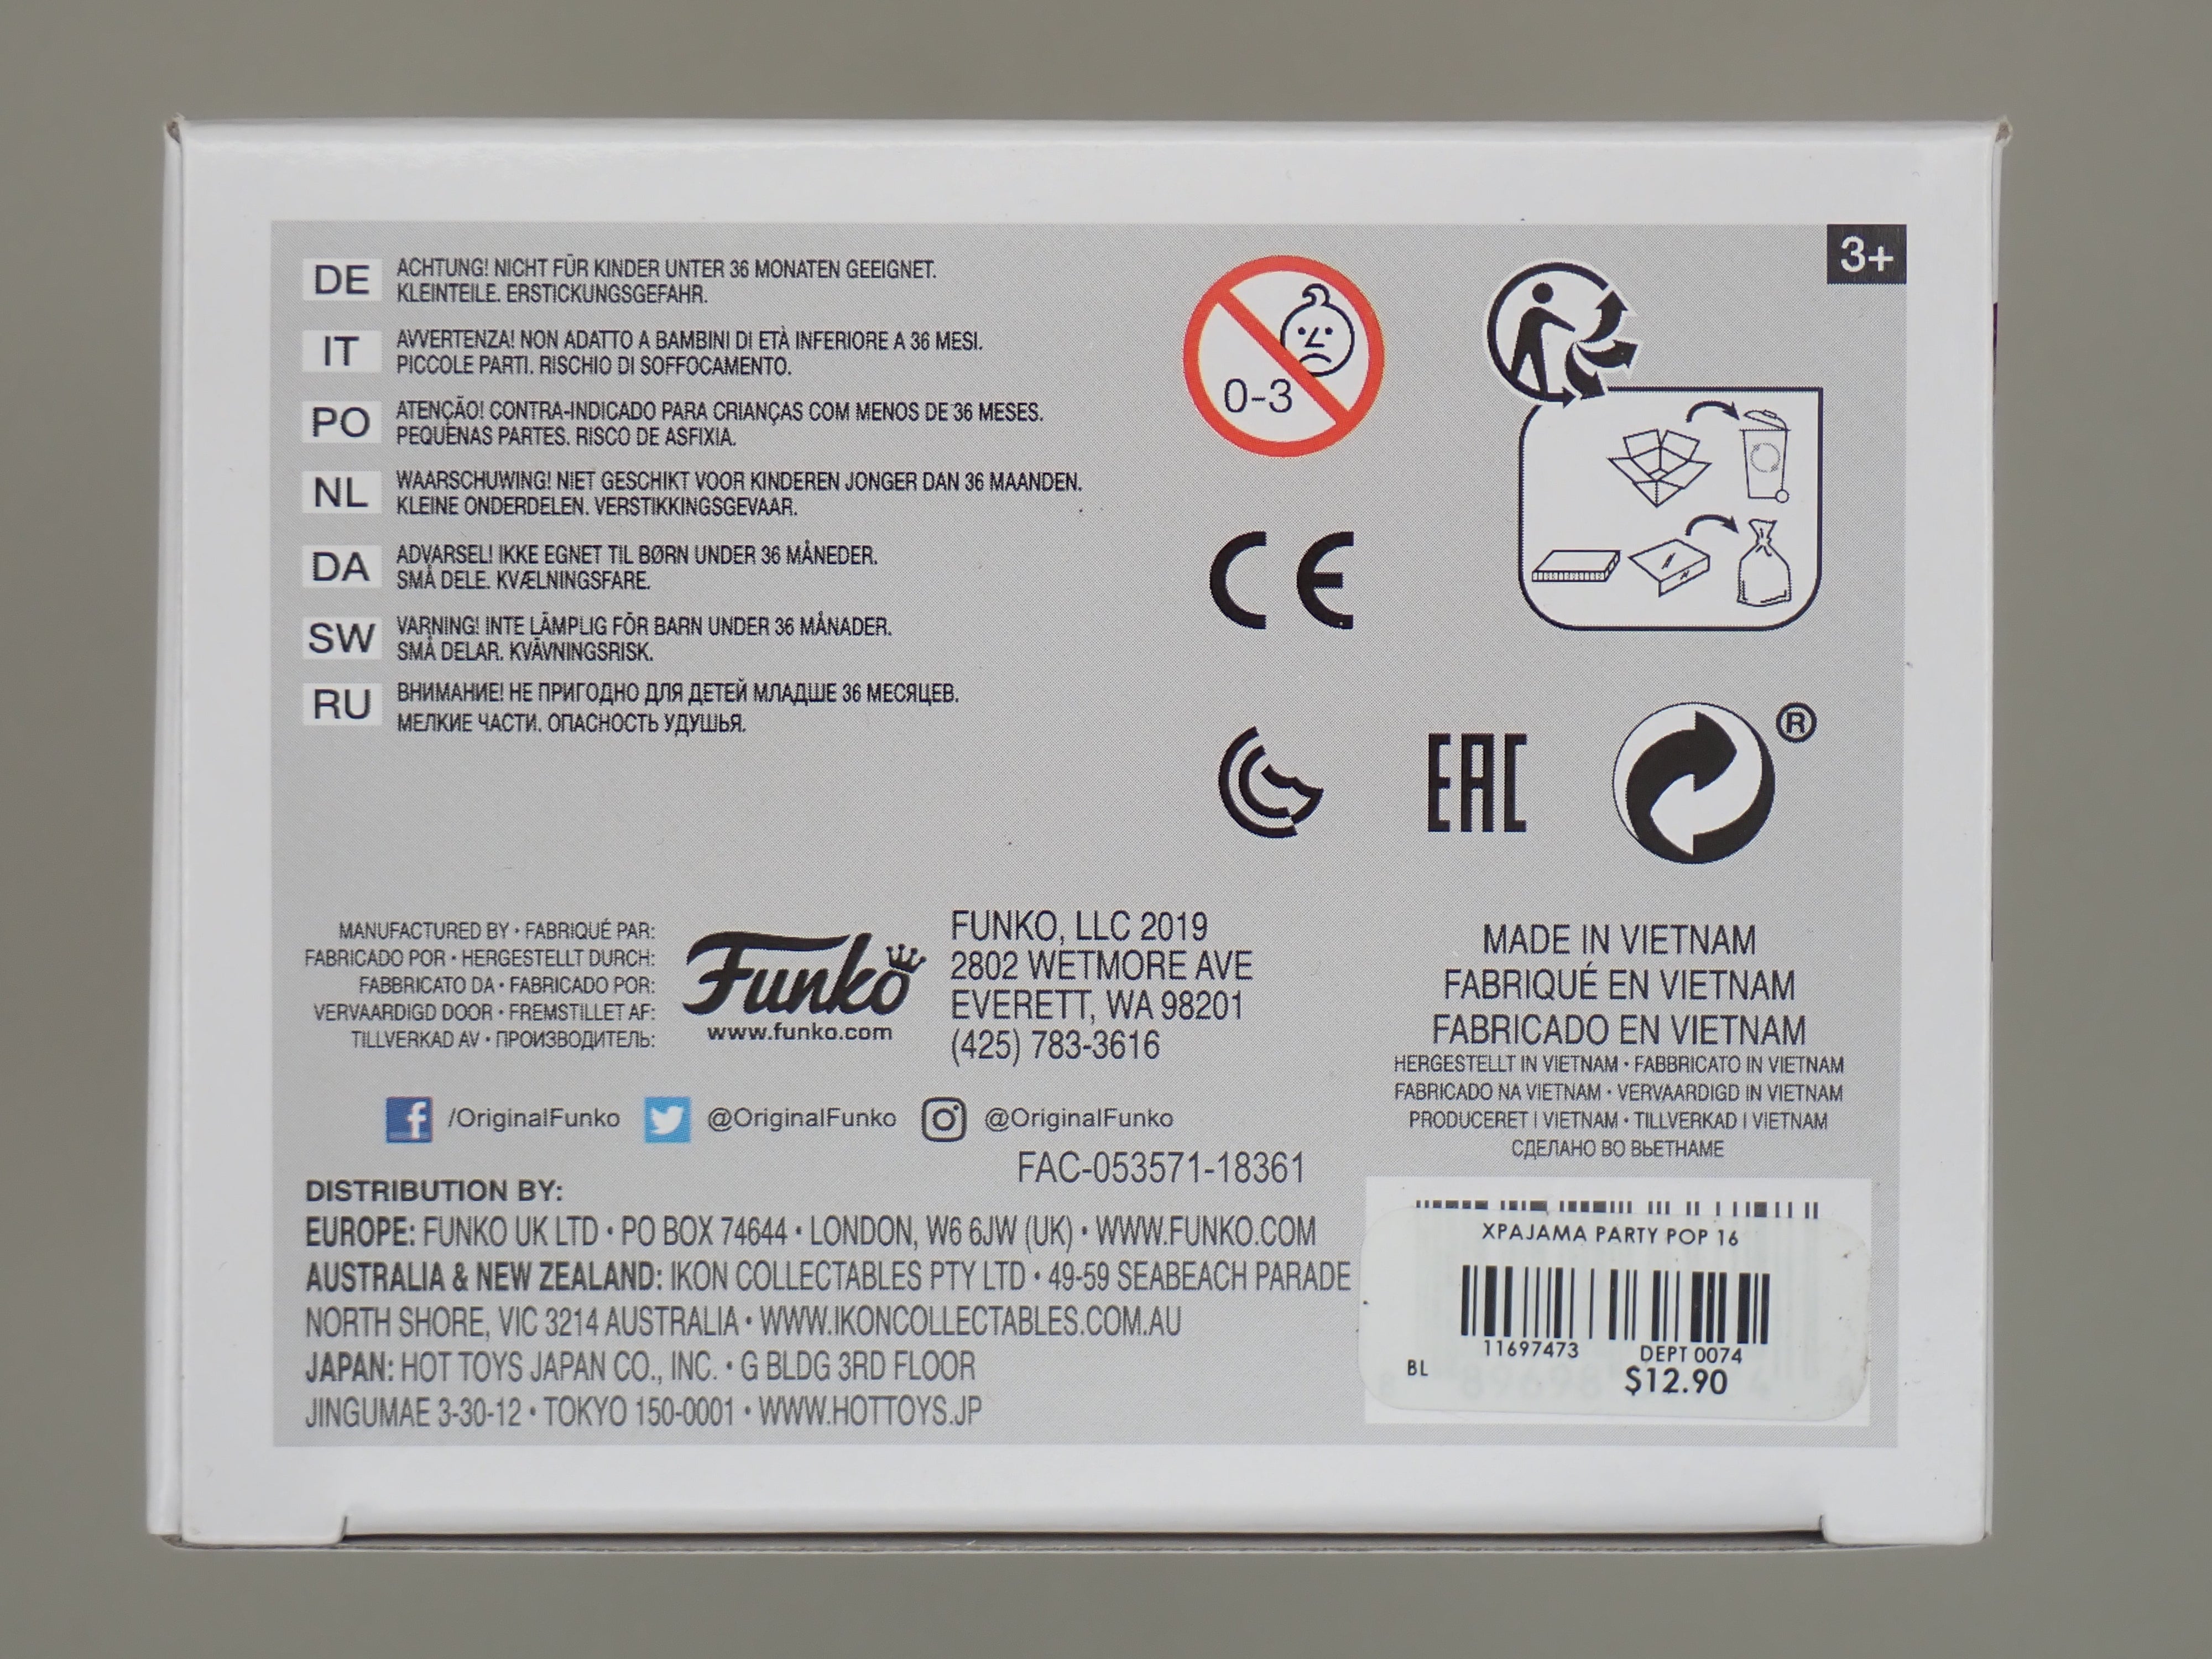 3+
DE ACHTUNG! NICHT FÜR KINDER UNTER 36 MONATEN GEEIGNET.
KLEINTEILE. ERSTICKUNGSGEFAHR.
IT AVVERTENZA! NON ADATTO A BAMBINI DI ETÀ INFERIORE A 36 MESI.
PICCOLE PARTI. RISCHIO DI SOFFOCAMENTO.
PO ATENÇÃO! CONTRA-INDICADO PARA CRIANÇAS COM MENOS DE 36 MESES.
PEQUENAS PARTES. RISCO DE ASFIXIA.
NL WAARSCHUWING! NIET GESCHIKT VOOR KINDEREN JONGER DAN 36 MAANDEN.
KLEINE ONDERDELEN. VERSTIKKINGSGEVAAR.
DA ADVARSEL! IKKE EGNET TIL BØRN UNDER 36 MÅNEDER.
SMÅ DELE. KVÆLNINGSFARE.
SW VARNING! INTE LÄMPLIG FÖR BARN UNDER 36 MÅNADER.
SMÅ DELAR. KVÄVNINGSRISK.
RU ВНИМАНИЕ! НЕ ПРИГОДНО ДЛЯ ДЕТЕЙ МЛАДШЕ 36 МЕСЯЦЕВ.
МЕЛКИЕ ЧАСТИ. ОПАСНОСТЬ УДУШЬЯ.
0-3
CE
EAC
®
MANUFACTURED BY • FABRIQUÉ PAR:
FABRICADO POR • HERGESTELLT DURCH:
FABBRICATO DA • FABRICADO POR:
VERVAARDIGD DOOR • FREMSTILLET AF:
TILLVERKAD AV • ПРОИЗВОДИТЕЛЬ:
Funko
www.funko.com
FUNKO, LLC 2019
2802 WETMORE AVE
EVERETT, WA 98201
(425) 783-3616
/OriginalFunko @OriginalFunko @OriginalFunko
FAC-053571-18361
MADE IN VIETNAM
FABRIQUÉ EN VIETNAM
FABRICADO EN VIETNAM
HERGESTELLT IN VIETNAM • FABBRICATO IN VIETNAM
FABRICADO NA VIETNAM • VERVAARDIGD IN VIETNAM
PRODUCERET I VIETNAM • TILLVERKAD I VIETNAM
СДЕЛАНО ВО ВЬЕТНАМЕ
DISTRIBUTION BY:
EUROPE: FUNKO UK LTD • PO BOX 74644 • LONDON, W6 6JW (UK) • WWW.FUNKO.COM
AUSTRALIA & NEW ZEALAND: IKON COLLECTABLES PTY LTD • 49-59 SEABEACH PARADE
NORTH SHORE, VIC 3214 AUSTRALIA • WWW.IKONCOLLECTABLES.COM.AU
JAPAN: HOT TOYS JAPAN CO., INC. • G BLDG 3RD FLOOR
JINGUMAE 3-30-12 • TOKYO 150-0001 • WWW.HOTTOYS.JP
XPAJAMA PARTY POP 16
11697473 DEPT 0074
BL $12.90